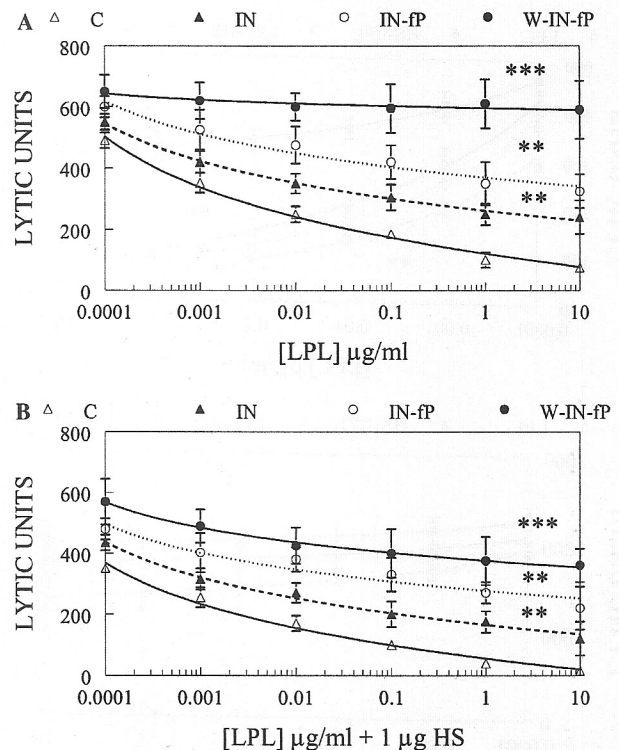 A △ C ▲ IN ○ IN-fP ● W-IN-fP
800
600
400
200
0
LYTIC UNITS
***
**
**
0.0001 0.001 0.01 0.1 1 10
[LPL] µg/ml
B △ C ▲ IN ○ IN-fP ● W-IN-fP
800
600
400
200
0
LYTIC UNITS
***
**
**
0.0001 0.001 0.01 0.1 1 10
[LPL] µg/ml + 1 µg HS